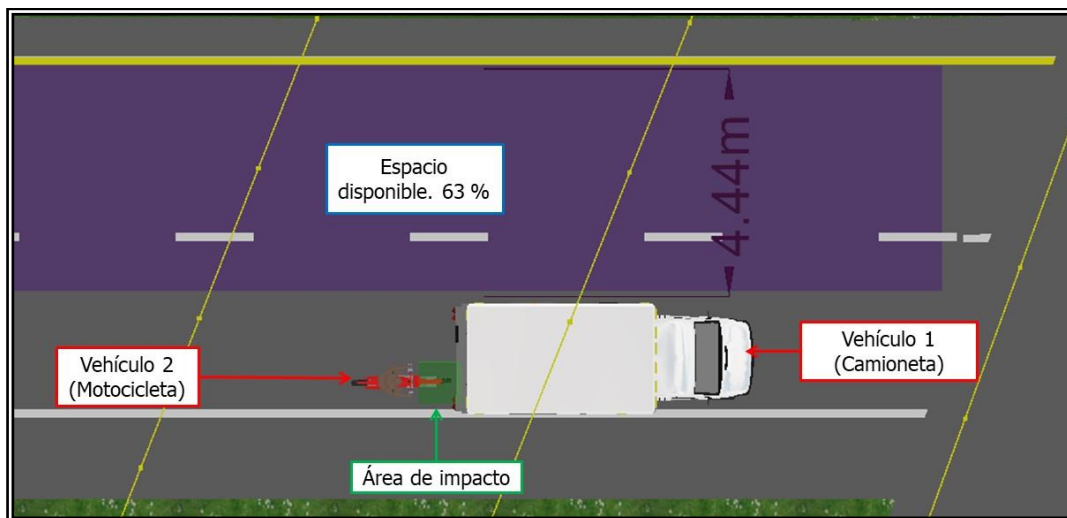 4.44m
Espacio
disponible. 63 %
Vehículo 1
(Camioneta)
Vehículo 2
(Motocicleta)
Área de impacto